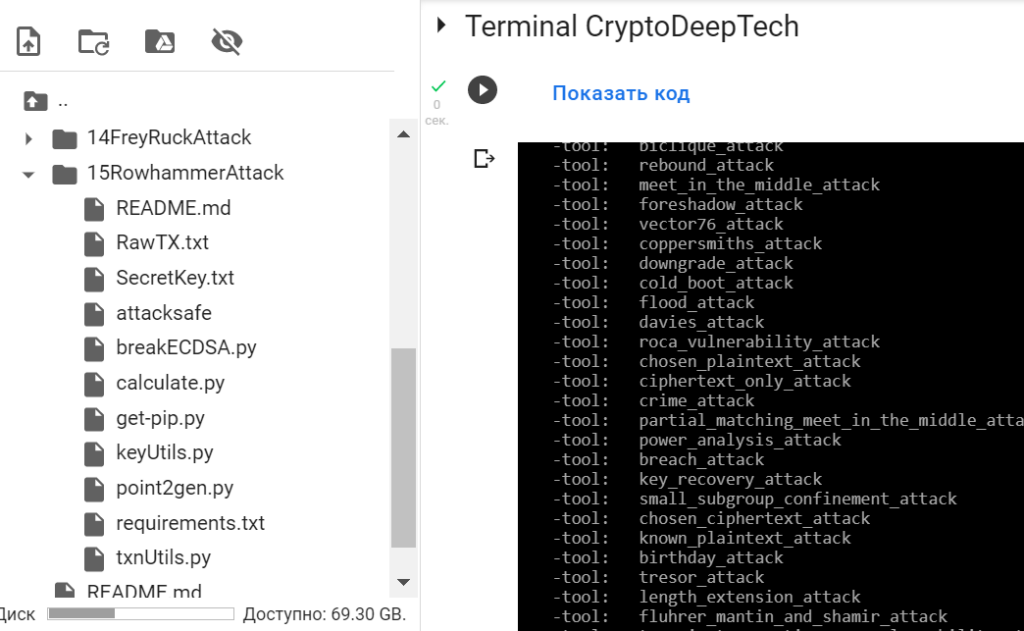 ..
14FreyRuckAttack
15RowhammerAttack
README.md
RawTX.txt
SecretKey.txt
attacksafe
breakECDSA.py
calculate.py
get-pip.py
keyUtils.py
point2gen.py
requirements.txt
txnUtils.py
README.md
Диск
Доступно: 69.30 GB.
Terminal CryptoDeepTech
0
сек.
Показать код
-tool: biclique_attack
-tool: rebound_attack
-tool: meet_in_the_middle_attack
-tool: foreshadow_attack
-tool: vector76_attack
-tool: coppersmiths_attack
-tool: downgrade_attack
-tool: cold_boot_attack
-tool: flood_attack
-tool: davies_attack
-tool: roca_vulnerability_attack
-tool: chosen_plaintext_attack
-tool: ciphertext_only_attack
-tool: crime_attack
-tool: partial_matching_meet_in_the_middle_atta
-tool: power_analysis_attack
-tool: breach_attack
-tool: key_recovery_attack
-tool: small_subgroup_confinement_attack
-tool: chosen_ciphertext_attack
-tool: known_plaintext_attack
-tool: birthday_attack
-tool: tresor_attack
-tool: length_extension_attack
-tool: fluhrer_mantin_and_shamir_attack